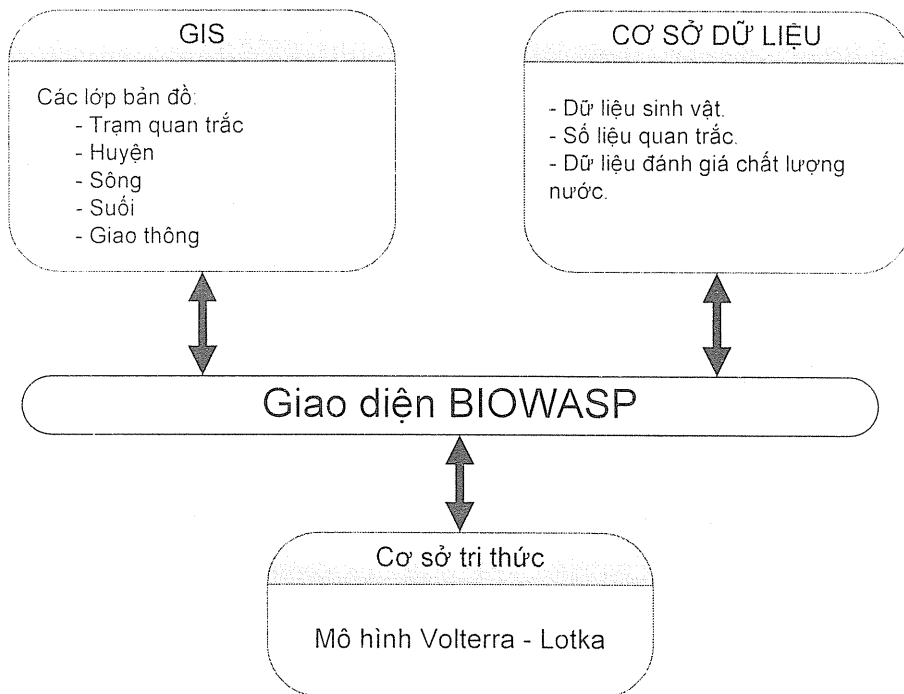 GIS
Các lớp bản đồ:
- Trạm quan trắc
- Huyện
- Sông
- Suối
- Giao thông
CƠ SỞ DỮ LIỆU
- Dữ liệu sinh vật.
- Số liệu quan trắc.
- Dữ liệu đánh giá chất lượng
nước.
Giao diện BIOWASP
Cơ sở tri thức
Mô hình Volterra - Lotka